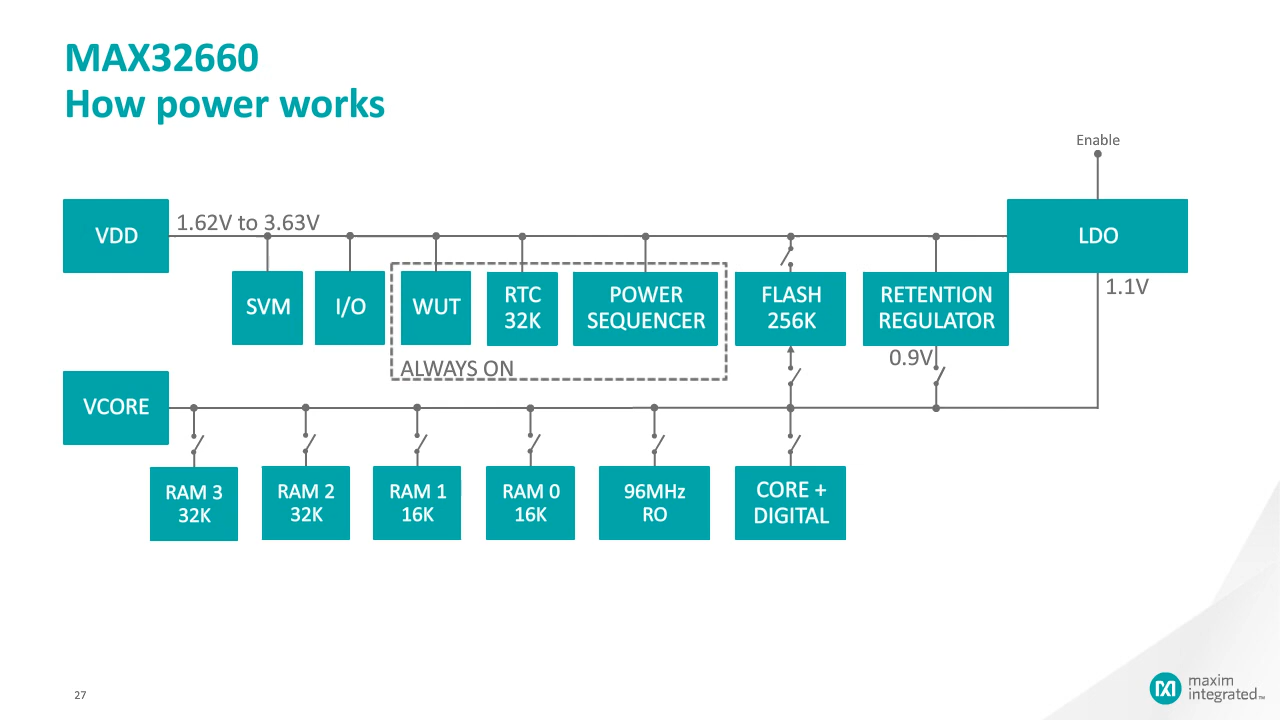 MAX32660
How power works
Enable
VDD
1.62V to 3.63V
LDO
1.1V
SVM
I/O
WUT
RTC
32K
POWER
SEQUENCER
FLASH
256K
RETENTION
REGULATOR
ALWAYS ON
0.9V
VCORE
RAM 3
32K
RAM 2
32K
RAM 1
16K
RAM 0
16K
96MHz
RO
CORE +
DIGITAL
27
maxim
integrated™